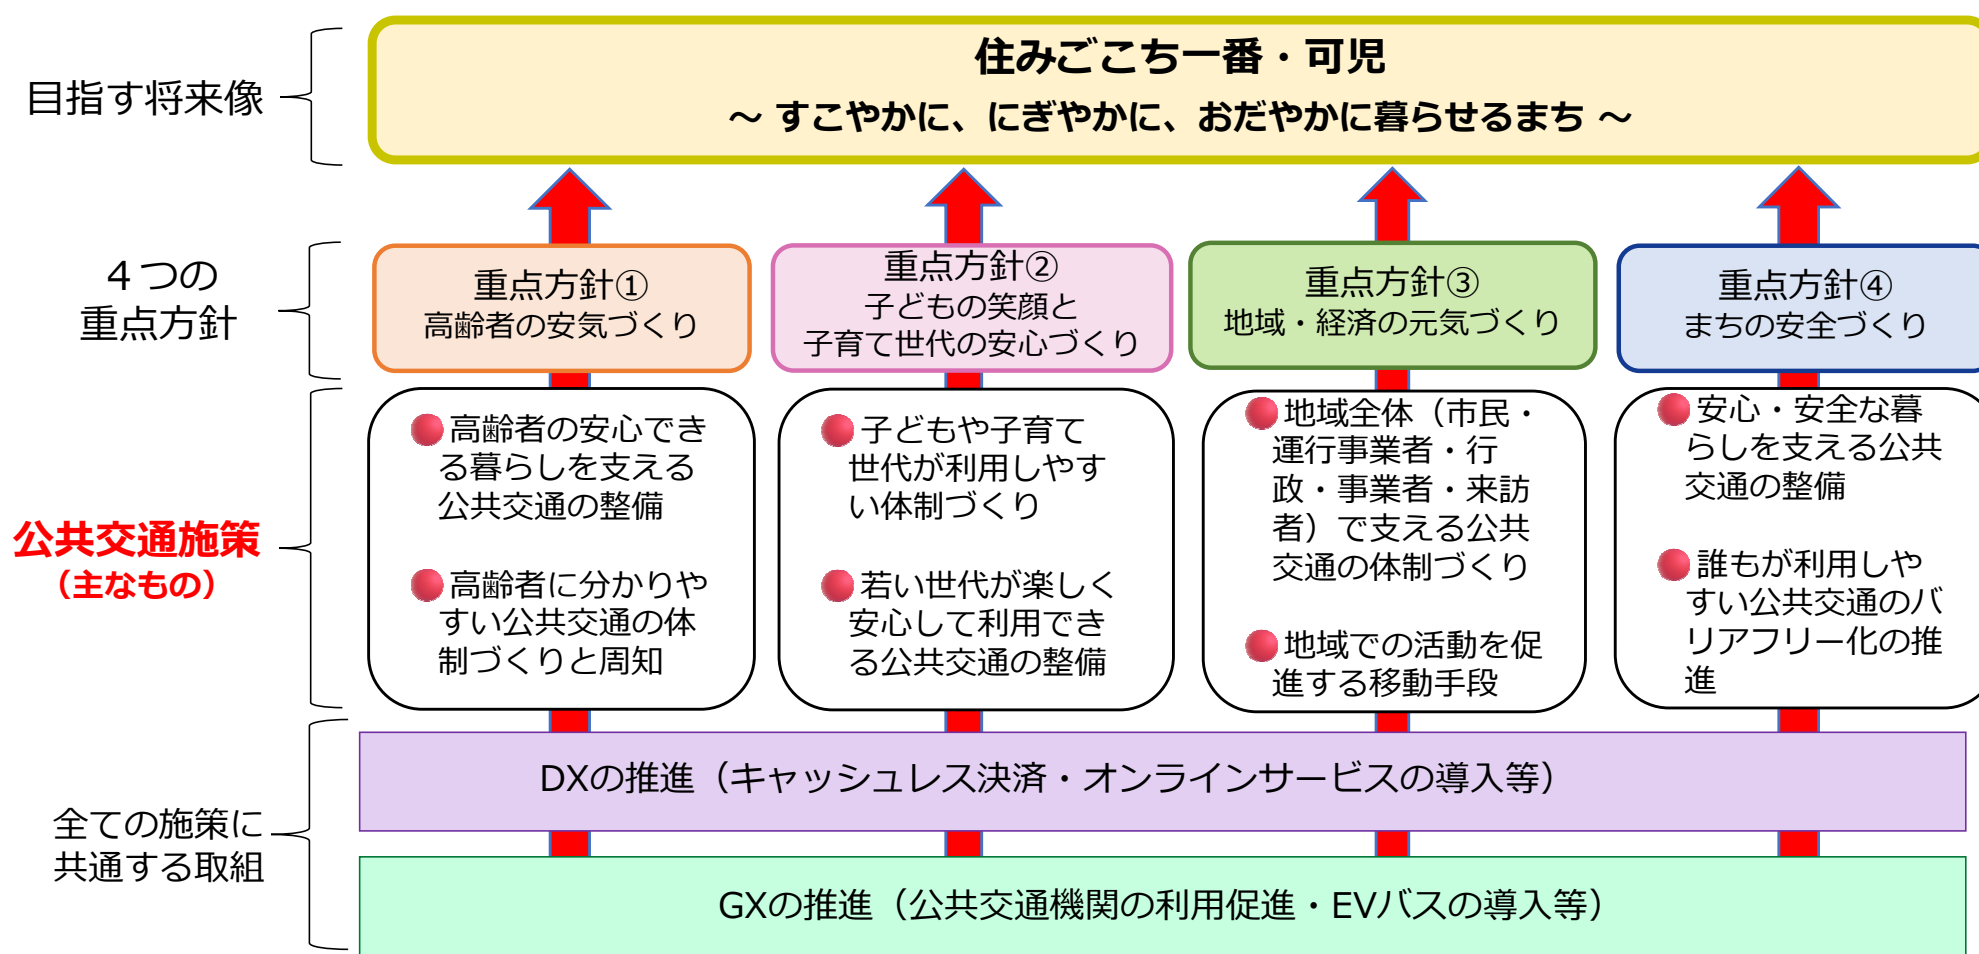 目指す将来像
住みごこち一番・可児
～ すこやかに、にぎやかに、おだやかに暮らせるまち ～
４つの
重点方針
重点方針①
高齢者の安気づくり
重点方針②
子どもの笑顔と
子育て世代の安心づくり
重点方針③
地域・経済の元気づくり
重点方針④
まちの安全づくり
公共交通施策
（主なもの）
高齢者の安心でき
る暮らしを支える
公共交通の整備
高齢者に分かりや
すい公共交通の体
制づくりと周知
子どもや子育て
世代が利用しやす
い体制づくり
若い世代が楽しく
安心して利用でき
る公共交通の整備
地域全体（市民・
運行事業者・行
政・事業者・来訪
者）で支える公共
交通の体制づくり
地域での活動を促
進する移動手段
安心・安全な暮
らしを支える公共
交通の整備
誰もが利用しや
すい公共交通のバ
リアフリー化の推
進
全ての施策に
共通する取組
DXの推進（キャッシュレス決済・オンラインサービスの導入等）
GXの推進（公共交通機関の利用促進・EVバスの導入等）